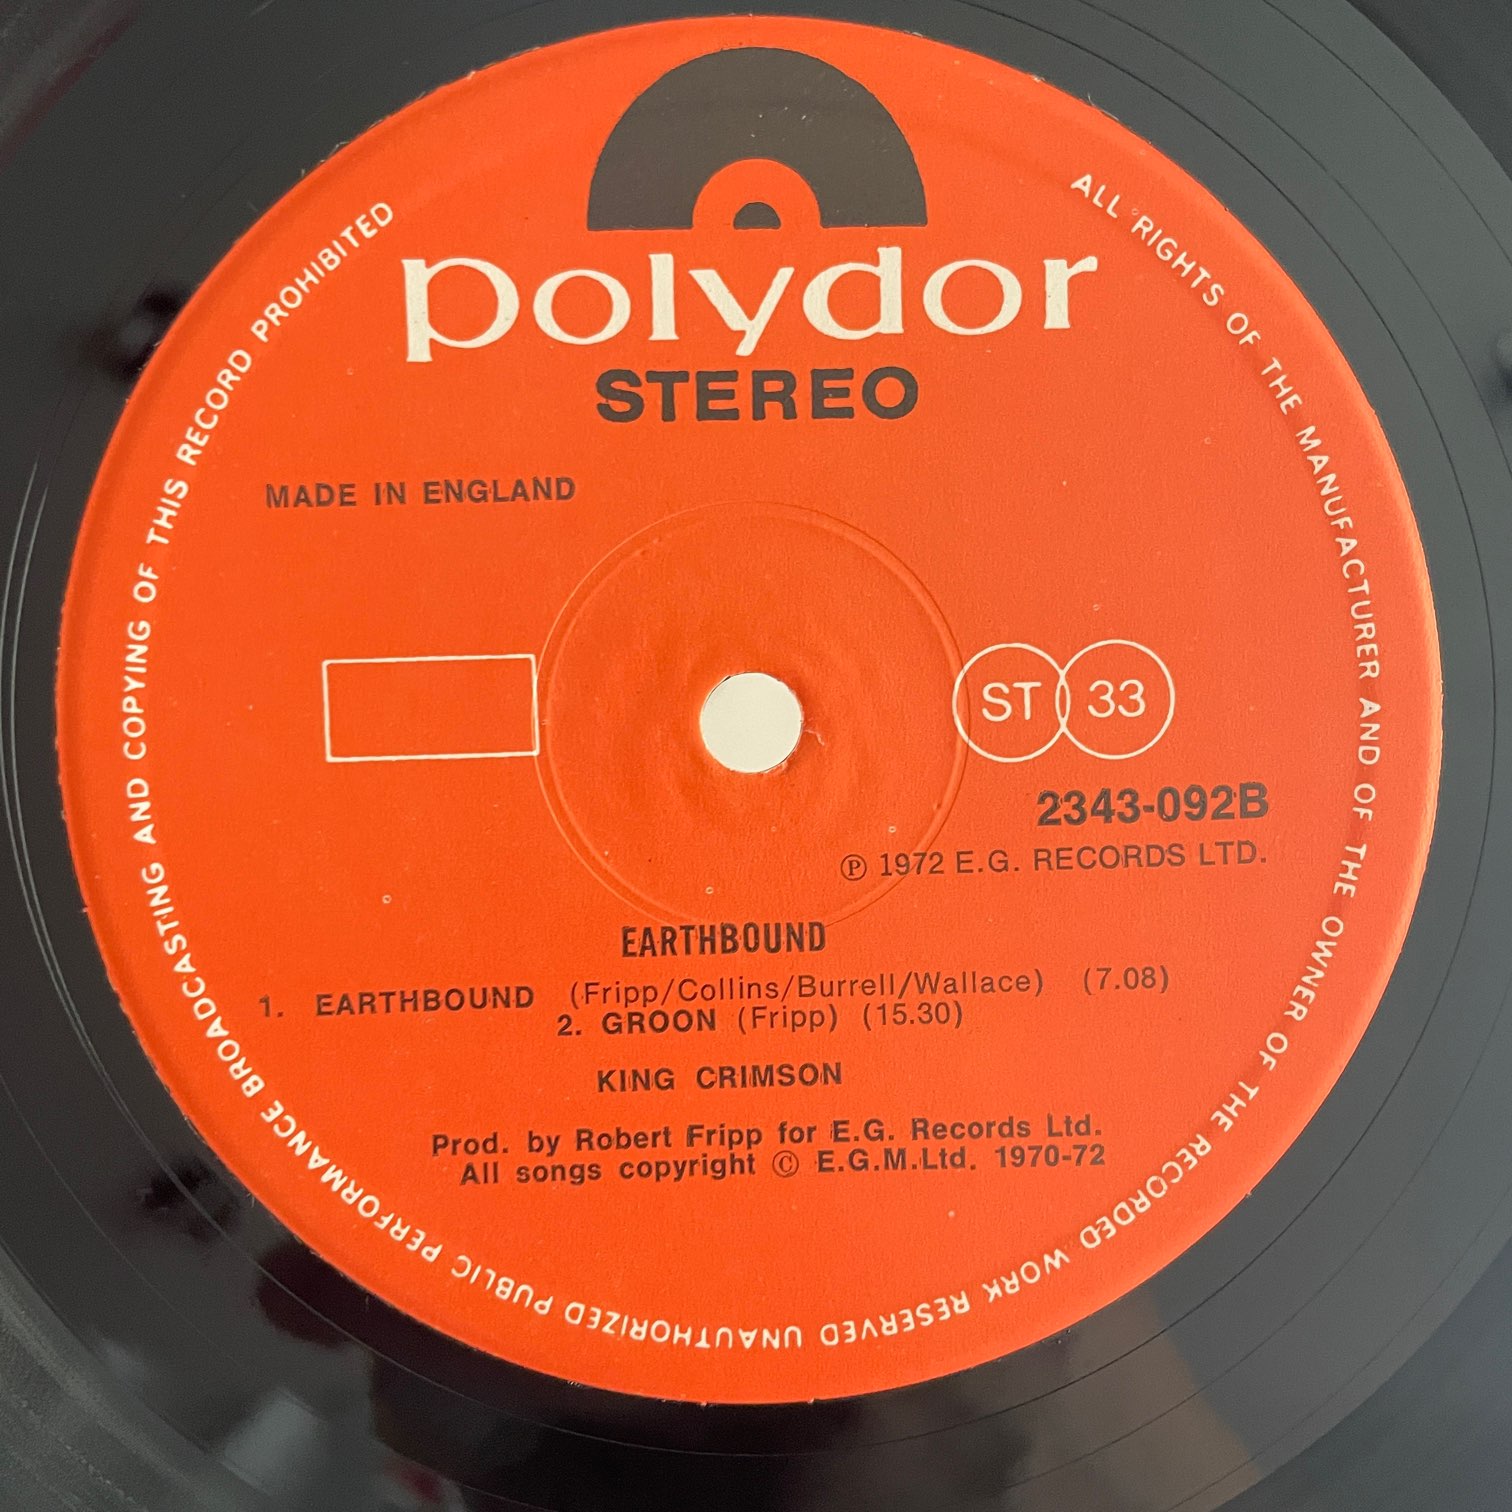 polydor
STEREO
MADE IN ENGLAND
ST 33
2343-092B
℗ 1972 E.G. RECORDS LTD.
EARTHBOUND
1. EARTHBOUND (Fripp/Collins/Burrell/Wallace) (7.08)
2. GROON (Fripp) (15.30)
KING CRIMSON
Prod. by Robert Fripp for E.G. Records Ltd.
All songs copyright © E.G.M.Ltd. 1970-72
ALL RIGHTS OF THE MANUFACTURER AND OF THE OWNER OF THE RECORDED WORK RESERVED UNAUTHORIZED PUBLIC PERFORMANCE BROADCASTING AND COPYING OF THIS RECORD PROHIBITED